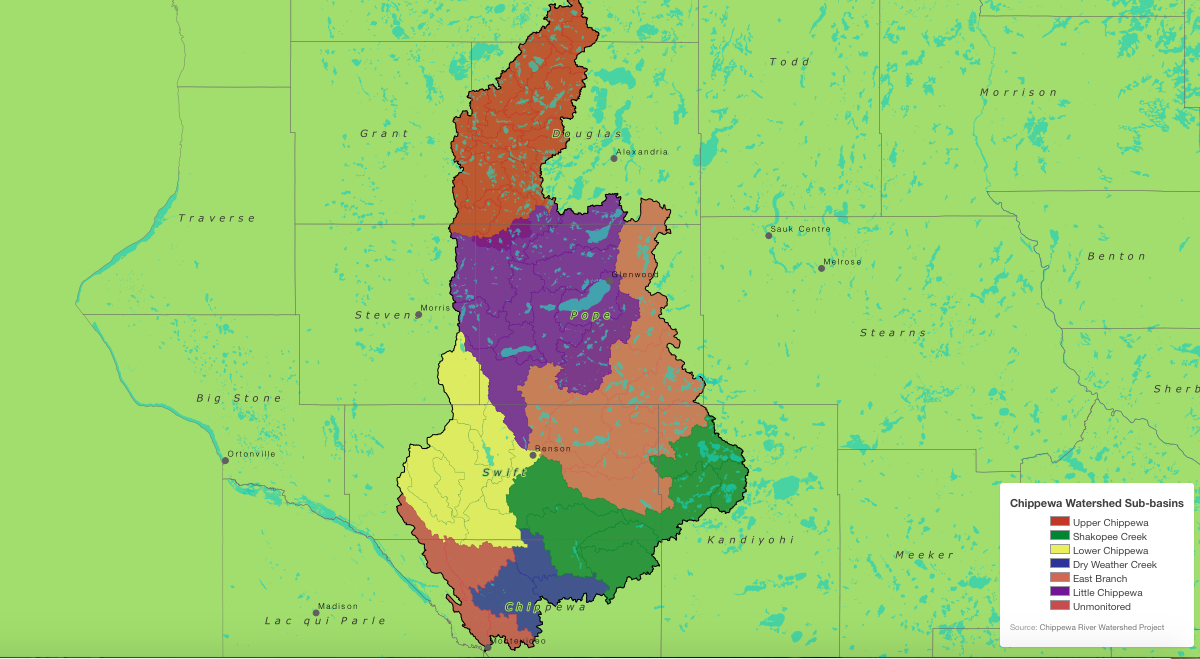 Todd
Morrison
Grant
Douglas
Alexandria
Traverse
Sauk Centre
Benton
Melrose
Glenwood
Stevens
Morris
Pope
Stearns
Sherb
Big Stone
Benson
Ortonville
Swift
Kandiyohi
Meeker
Madison
Chippewa
Lac qui Parle
Montevideo
Chippewa Watershed Sub-basins
Upper Chippewa
Shakopee Creek
Lower Chippewa
Dry Weather Creek
East Branch
Little Chippewa
Unmonitored
Source: Chippewa River Watershed Project